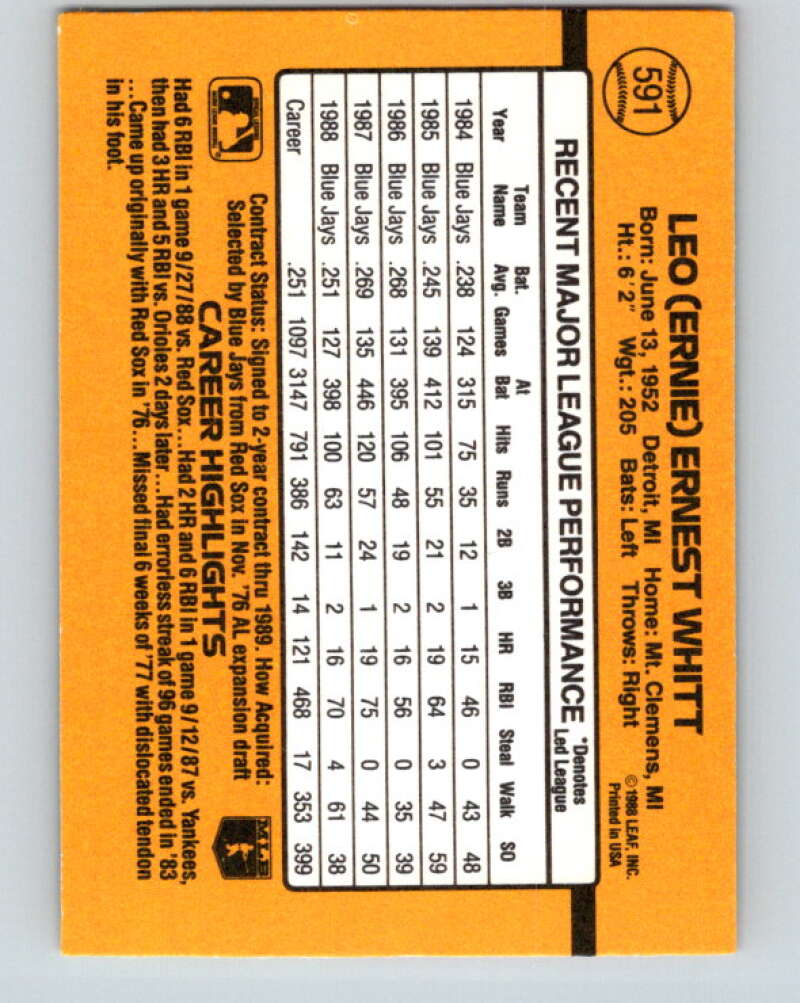 591
LEO (ERNIE) ERNEST WHITT
Born: June 13, 1952 Detroit, MI Home: Mt. Clemens, MI
Ht.: 6'2" Wgt.: 205 Bats: Left Throws: Right
© 1988 LEAF, INC.
Printed in USA
RECENT MAJOR LEAGUE PERFORMANCE
*Denotes
Led League
Year Team Name Bat. Avg. Games At Bat Hits Runs 2B 3B HR RBI Steal Walk SO
1984 Blue Jays .238 124 315 75 35 12 1 15 46 0 43 48
1985 Blue Jays .245 139 412 101 55 21 2 19 64 3 47 59
1986 Blue Jays .268 131 395 106 48 19 2 16 56 0 35 39
1987 Blue Jays .269 135 446 120 57 24 1 19 75 0 44 50
1988 Blue Jays .251 127 398 100 63 11 2 16 70 4 61 38
Career .251 1097 3147 791 386 142 14 121 468 17 353 399
Contract Status: Signed to 2-year contract thru 1989. How Acquired:
Selected by Blue Jays from Red Sox in Nov. '76 AL expansion draft
MLB
CAREER HIGHLIGHTS
Had 6 RBI in 1 game 9/27/88 vs. Red Sox...Had 2 HR and 6 RBI in 1 game 9/12/87 vs. Yankees,
then had 3 HR and 5 RBI vs. Orioles 2 days later...Had errorless streak of 96 games ended in '83
...Came up originally with Red Sox in '76...Missed final 6 weeks of '77 with dislocated tendon
in his foot.